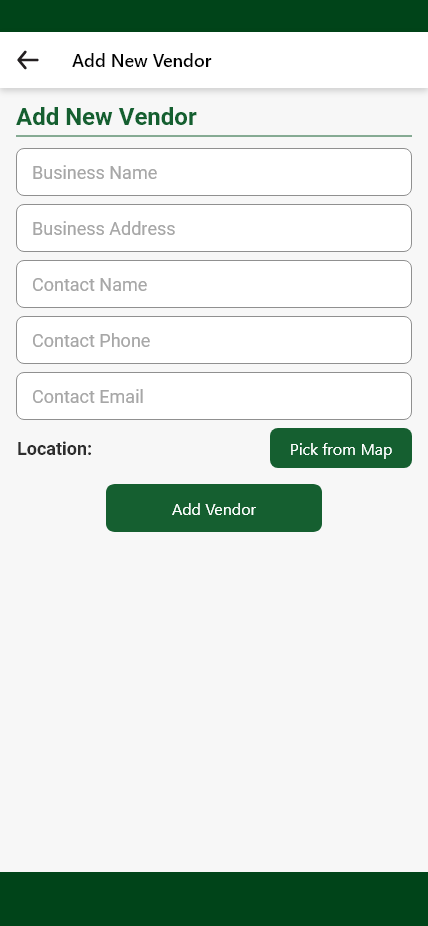 Add New Vendor
Add New Vendor
Business Name
Business Address
Contact Name
Contact Phone
Contact Email
Location:
Pick from Map
Add Vendor